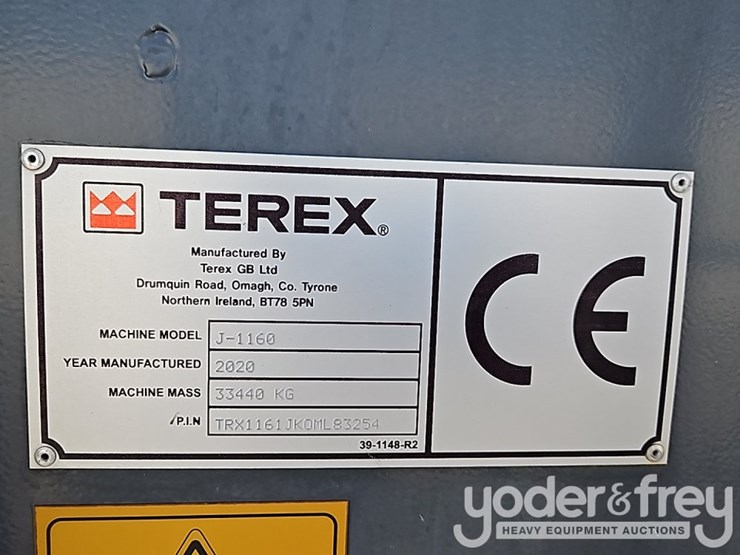 TEREX®
Manufactured By
Terex GB Ltd
Drumquin Road, Omagh, Co. Tyrone
Northern Ireland, BT78 5PN
MACHINE MODEL J-1160
YEAR MANUFACTURED 2020
MACHINE MASS 33440 KG
P.I.N TRX1161JKOML83254
39-1148-R2
CE
yoder&frey
HEAVY EQUIPMENT AUCTIONS